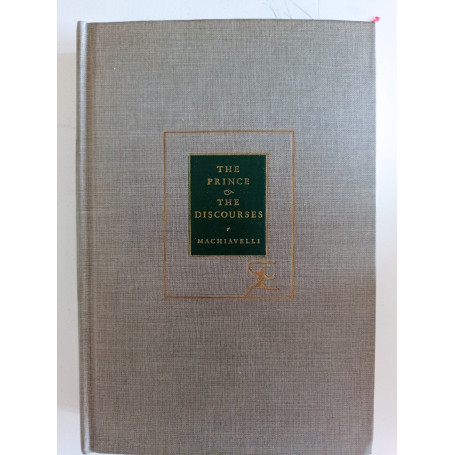 THE
PRINCE
&
THE
DISCOURSES
MACHIAVELLI